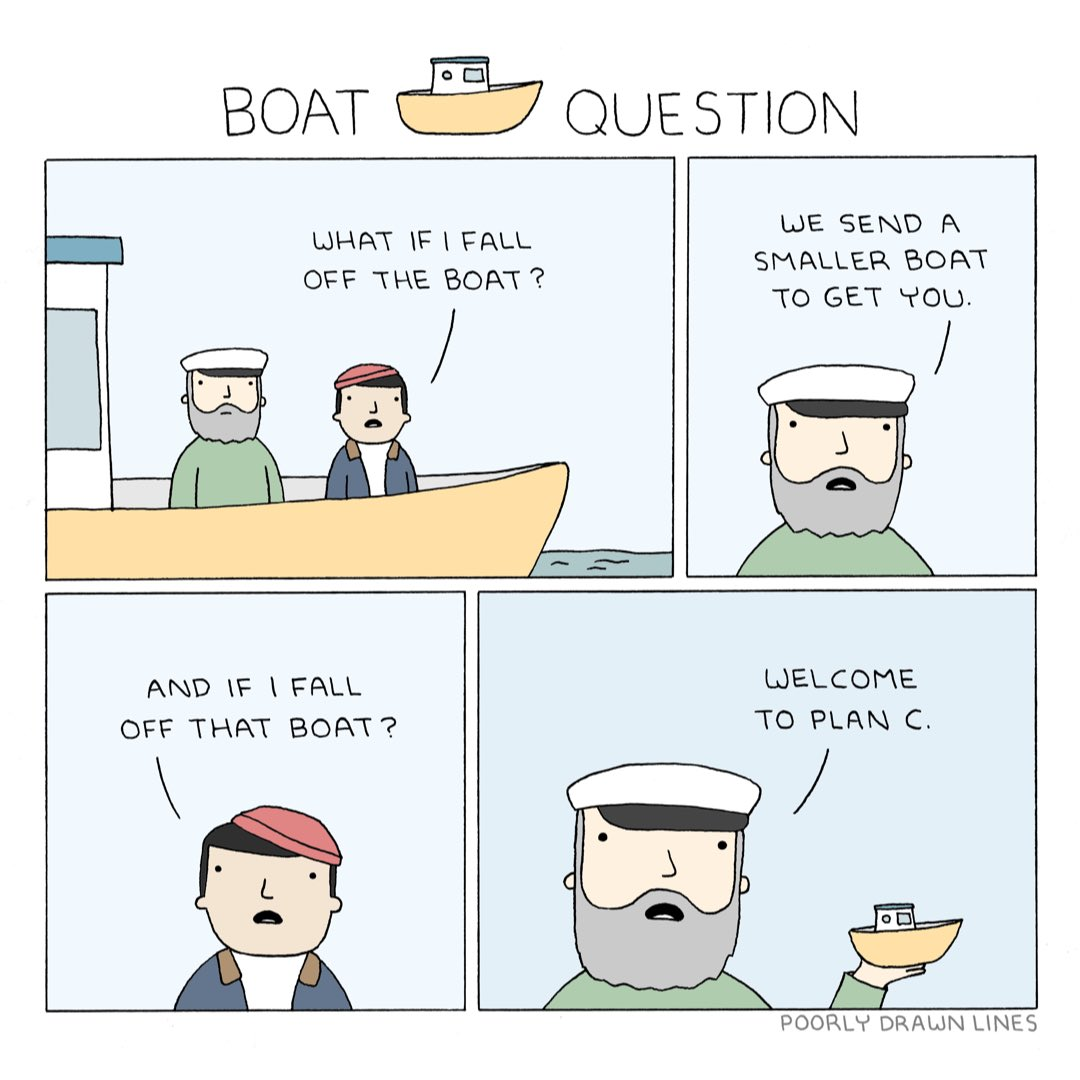 BOAT QUESTION
WHAT IF I FALL
OFF THE BOAT?
WE SEND A
SMALLER BOAT
TO GET YOU.
AND IF I FALL
OFF THAT BOAT?
WELCOME
TO PLAN C.
POORLY DRAWN LINES